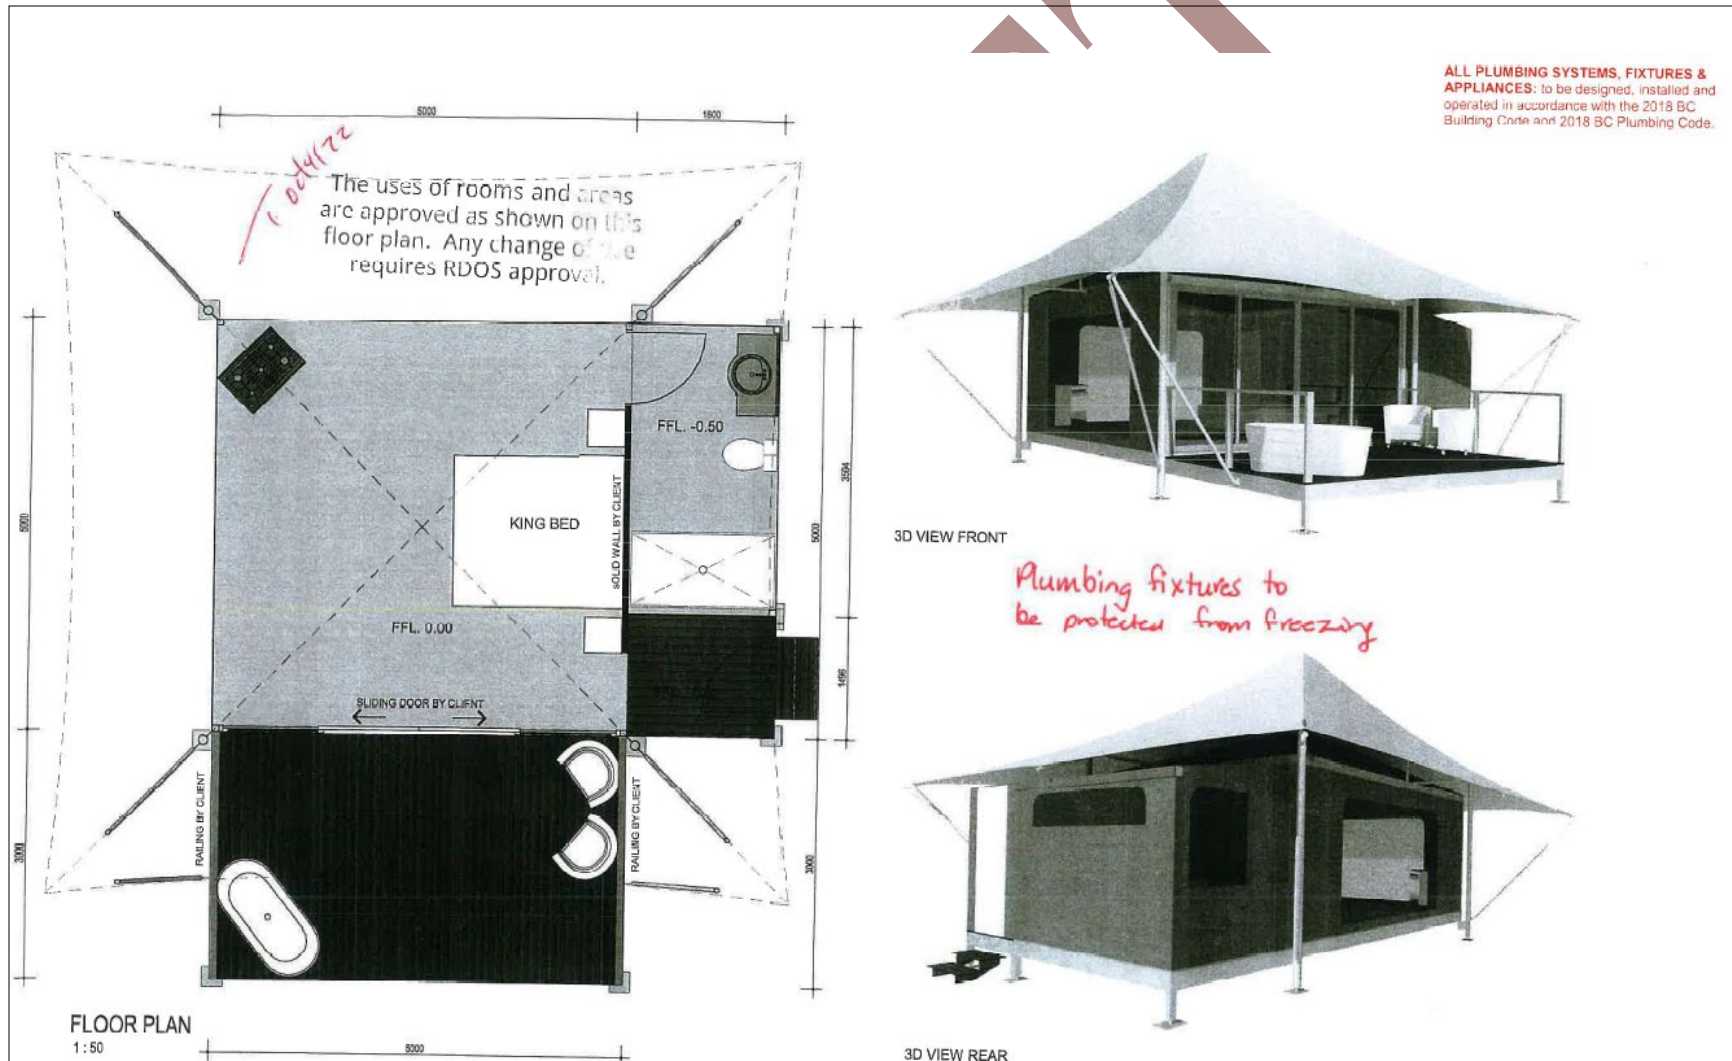 ALL PLUMBING SYSTEMS, FIXTURES &
APPLIANCES: to be designed, installed and
operated in accordance with the 2018 BC
Building Code and 2018 BC Plumbing Code.
5000
1800
The uses of rooms and areas
are approved as shown on this
floor plan. Any change of use
requires RDOS approval.
FFL. -0.50
3504
5000
5000
KING BED
SOLID WALL BY CLIENT
FFL. 0.00
1496
SLIDING DOOR BY CLIENT
RAILING BY CLIENT
RAILING BY CLIENT
3000
3000
FLOOR PLAN
1:50
5000
3D VIEW FRONT
Plumbing fixtures to
be protected from freezing
3D VIEW REAR